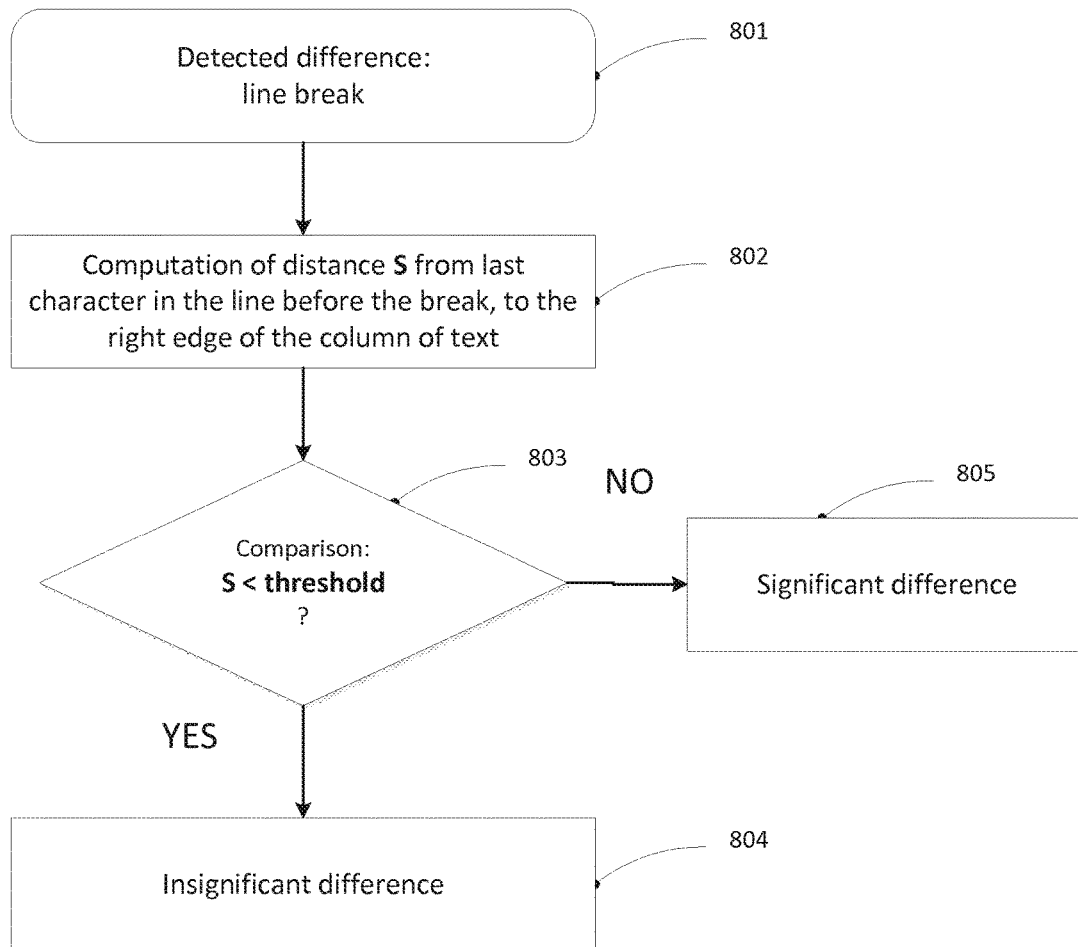 801
Detected difference:
line break
802
Computation of distance S from last
character in the line before the break, to the
right edge of the column of text
803
NO
805
Comparison:
S < threshold
?
Significant difference
YES
804
Insignificant difference